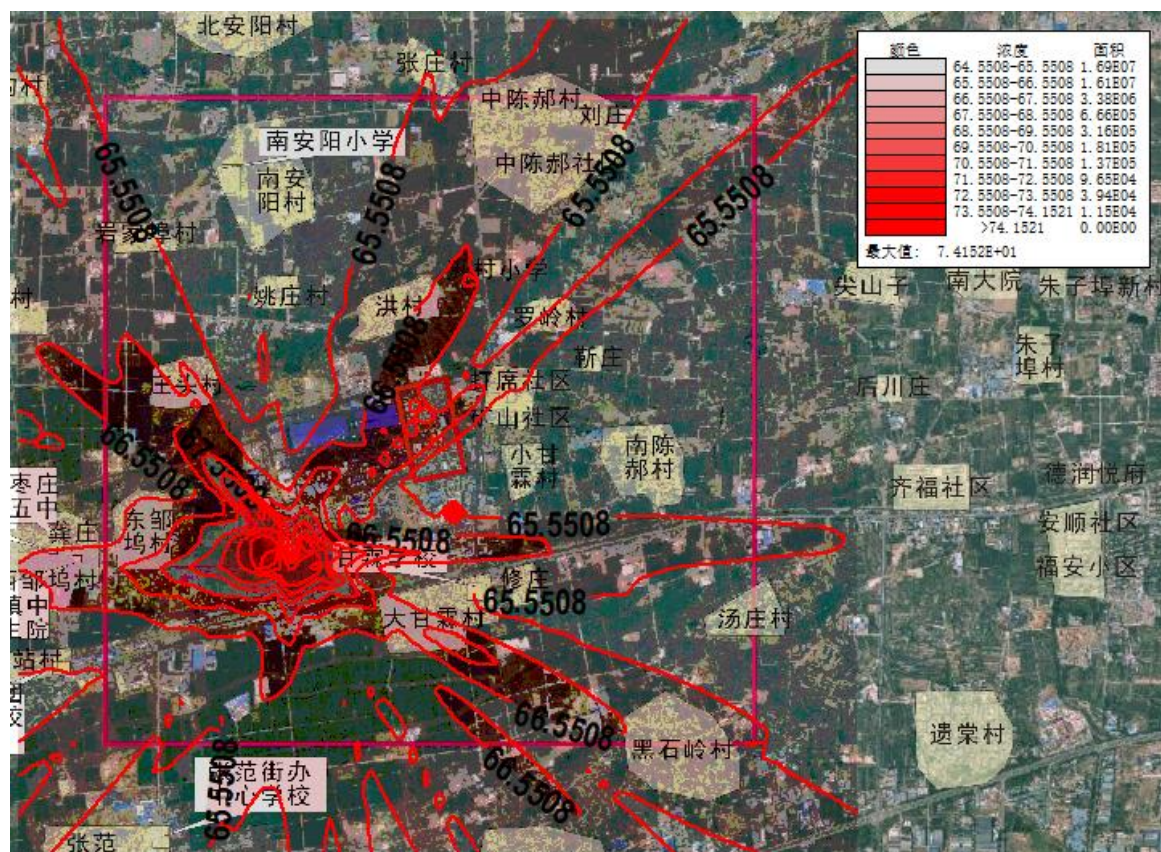 北安阳村
张庄村
颜色 浓度 面积
64.5508-65.5508 1.69E07
65.5508-66.5508 1.61E07
66.5508-67.5508 3.38E06
67.5508-68.5508 6.66E05
68.5508-69.5508 3.16E05
69.5508-70.5508 1.81E05
70.5508-71.5508 1.37E05
71.5508-72.5508 9.65E04
72.5508-73.5508 3.94E04
73.5508-74.1521 1.15E04
>74.1521 0.00E00
最大值: 7.4152E+01
中陈郝村
刘庄
南安阳小学
中陈郝社区
65.5508
65.5508
65.5508
65.5508
南安
阳村
村小学
姚庄村
洪村
罗岭村
尖山子
南大院
朱子埠新村
朱子
埠村
靳庄
66.5508
打席社区
后川庄
山社区
小甘
霖村
南陈
郝村
66.5508
齐福社区
德润悦府
枣庄
五中
龚庄
东邹
坞村
66.5508
65.5508
安顺社区
福安小区
邹坞村
修庄
65.5508
大甘霖村
汤庄村
站村
66.5508
66.5508
黑石岭村
遗棠村
65.5508
范街办
心学校
张范